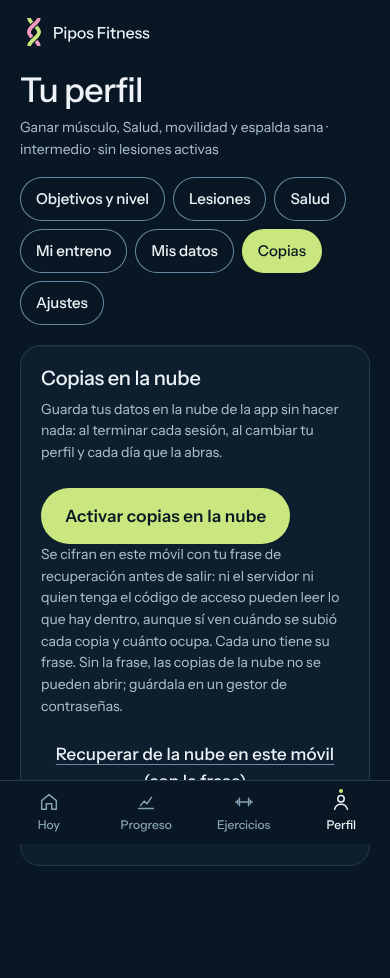 Pipos Fitness
Tu perfil
Ganar músculo, Salud, movilidad y espalda sana ·
intermedio · sin lesiones activas
Objetivos y nivel
Lesiones
Salud
Mi entreno
Mis datos
Copias
Ajustes
Copias en la nube
Guarda tus datos en la nube de la app sin hacer
nada: al terminar cada sesión, al cambiar tu
perfil y cada día que la abras.
Activar copias en la nube
Se cifran en este móvil con tu frase de
recuperación antes de salir: ni el servidor ni
quien tenga el código de acceso pueden leer lo
que hay dentro, aunque sí ven cuándo se subió
cada copia y cuánto ocupa. Cada uno tiene su
frase. Sin la frase, las copias de la nube no se
pueden abrir; guárdala en un gestor de
contraseñas.
Recuperar de la nube en este móvil
(con la frase)
Hoy
Progreso
Ejercicios
Perfil